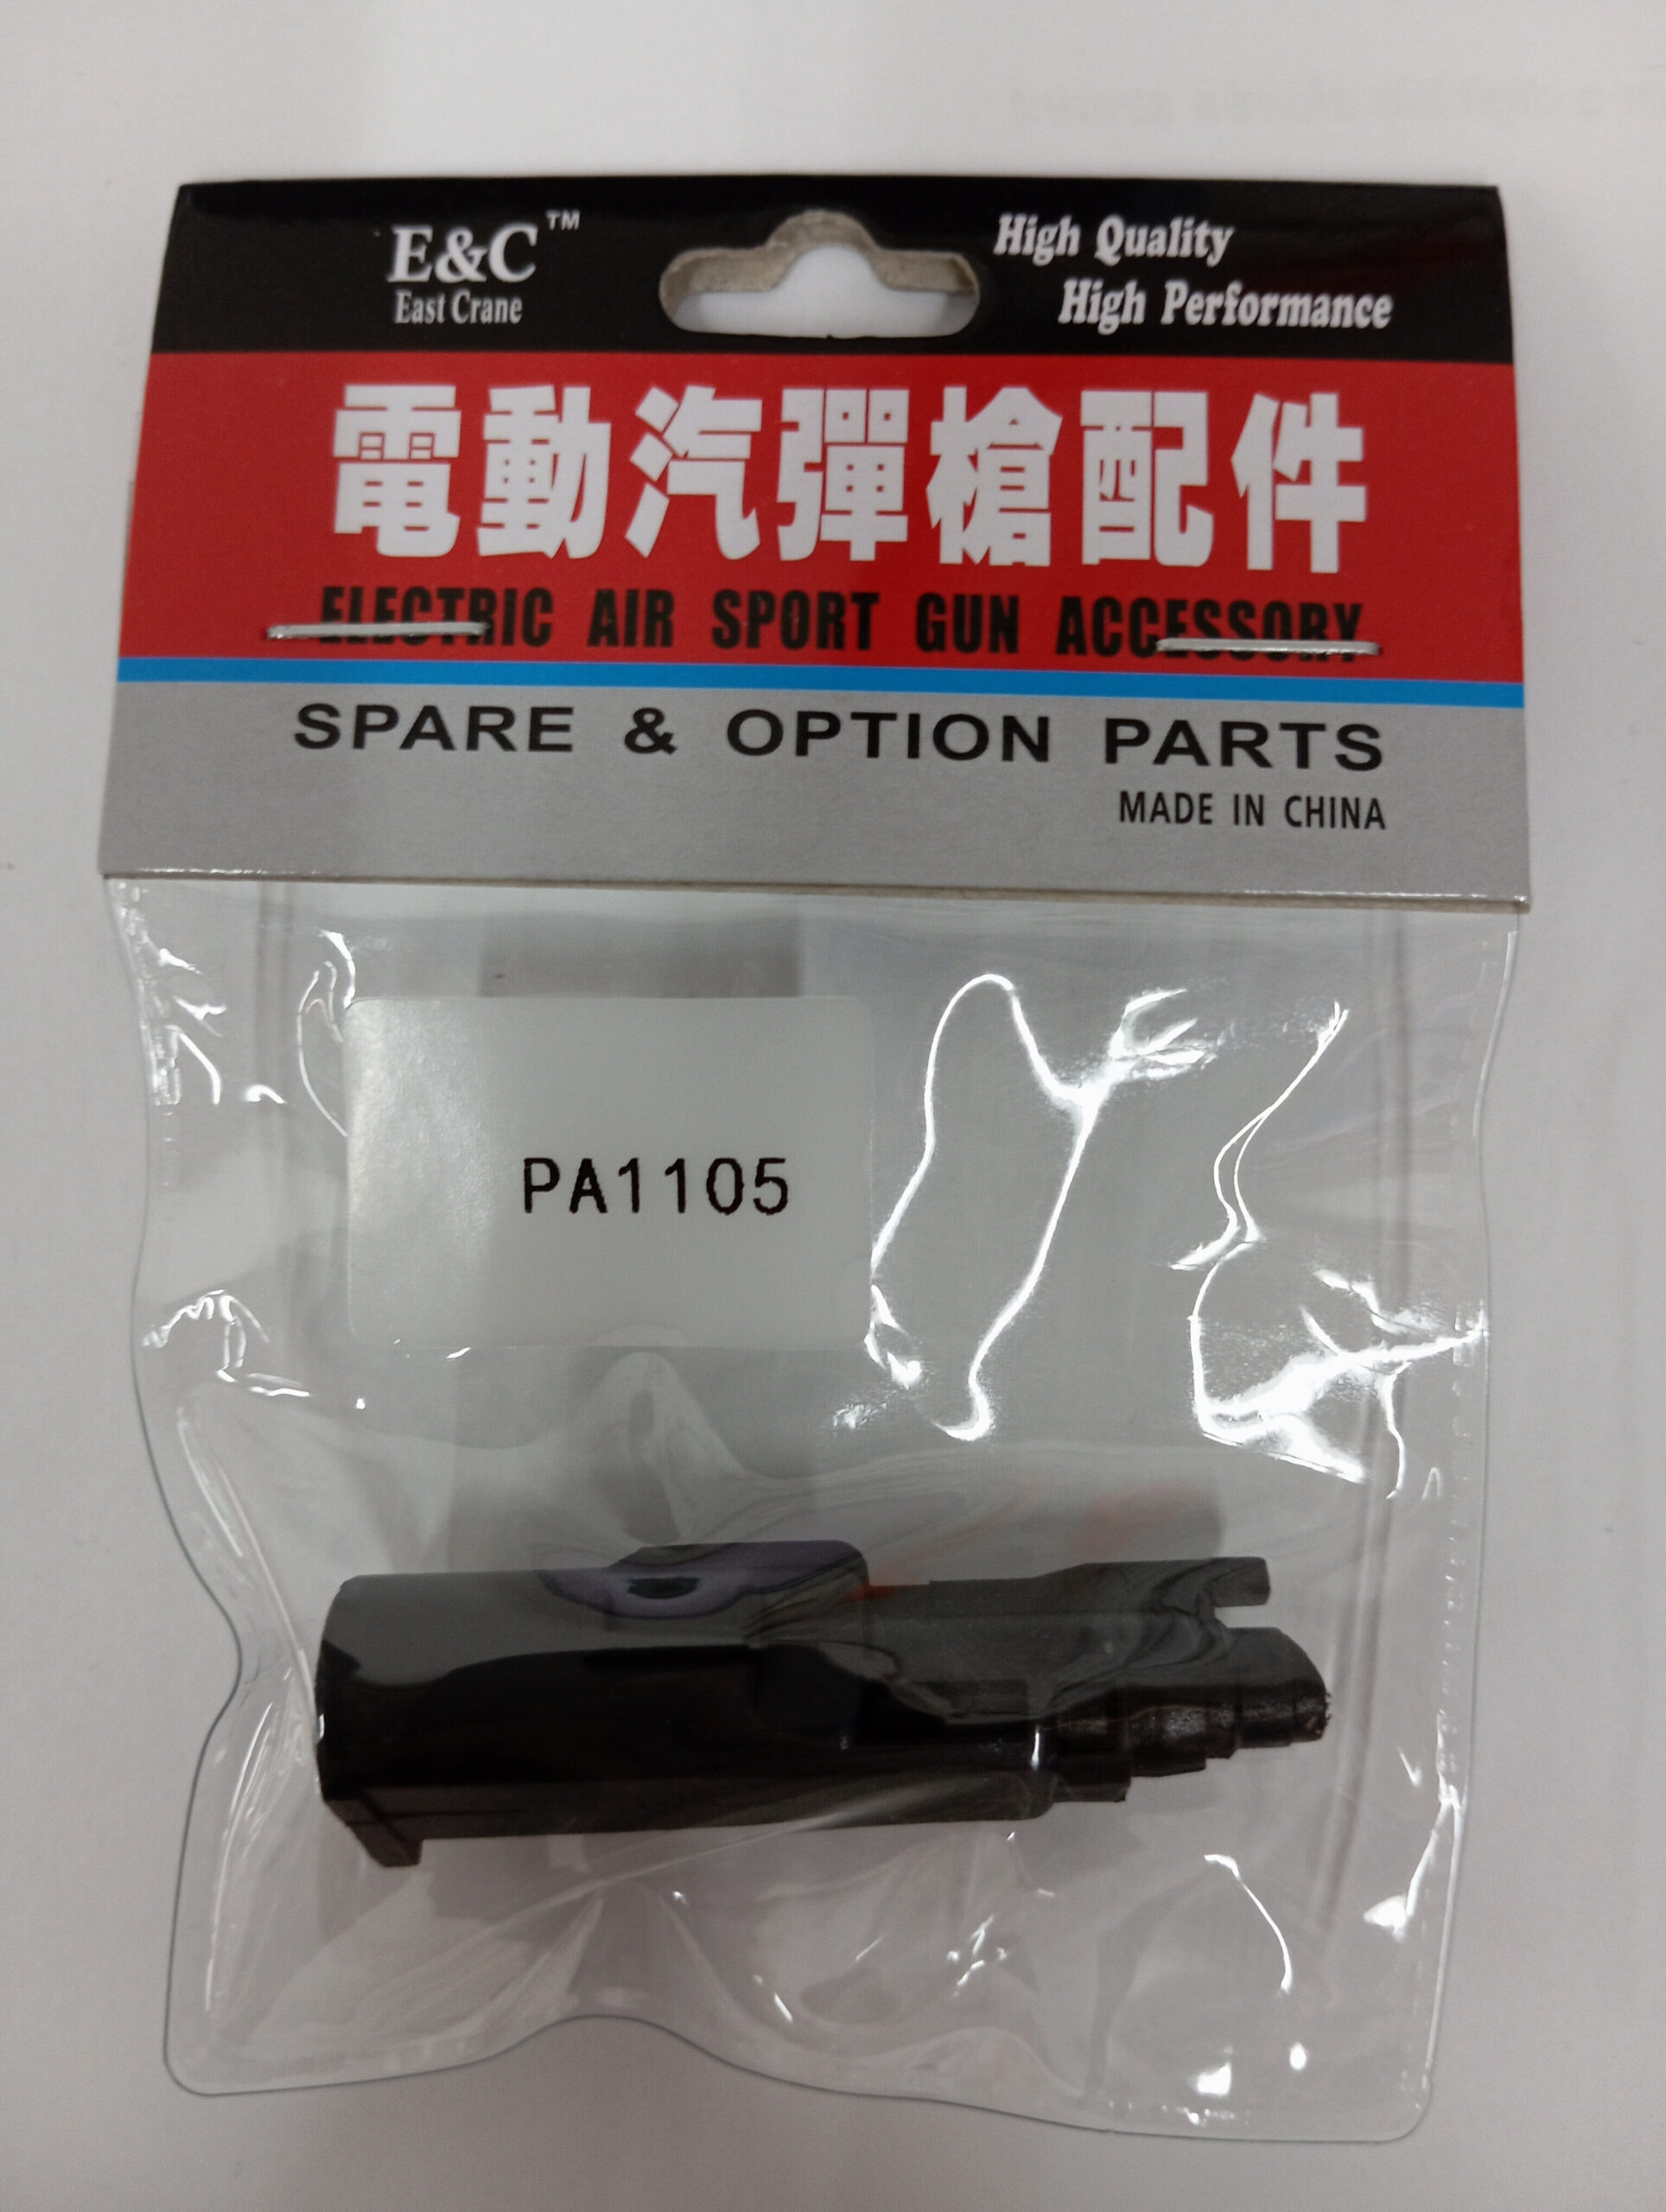 E&C™
East Crane
High Quality
High Performance
電動汽彈槍配件
ELECTRIC AIR SPORT GUN ACCESSORY
SPARE & OPTION PARTS
MADE IN CHINA
PA1105